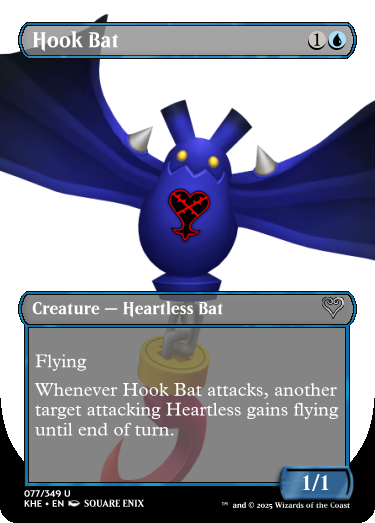 Hook Bat 1
Creature — Heartless Bat
Flying
Whenever Hook Bat attacks, another
target attacking Heartless gains flying
until end of turn.
1/1
077/349 U
KHE • EN SQUARE ENIX
™ and © 2025 Wizards of the Coast